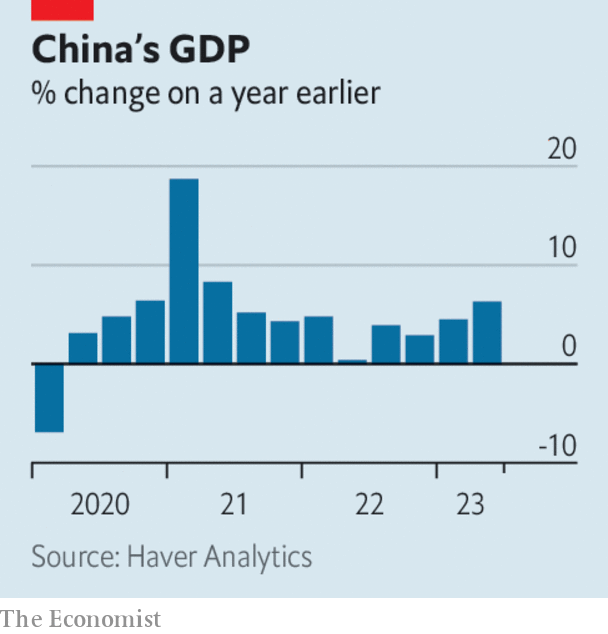 China’s GDP
% change on a year earlier
20
10
0
-10
2020 21 22 23
Source: Haver Analytics
The Economist